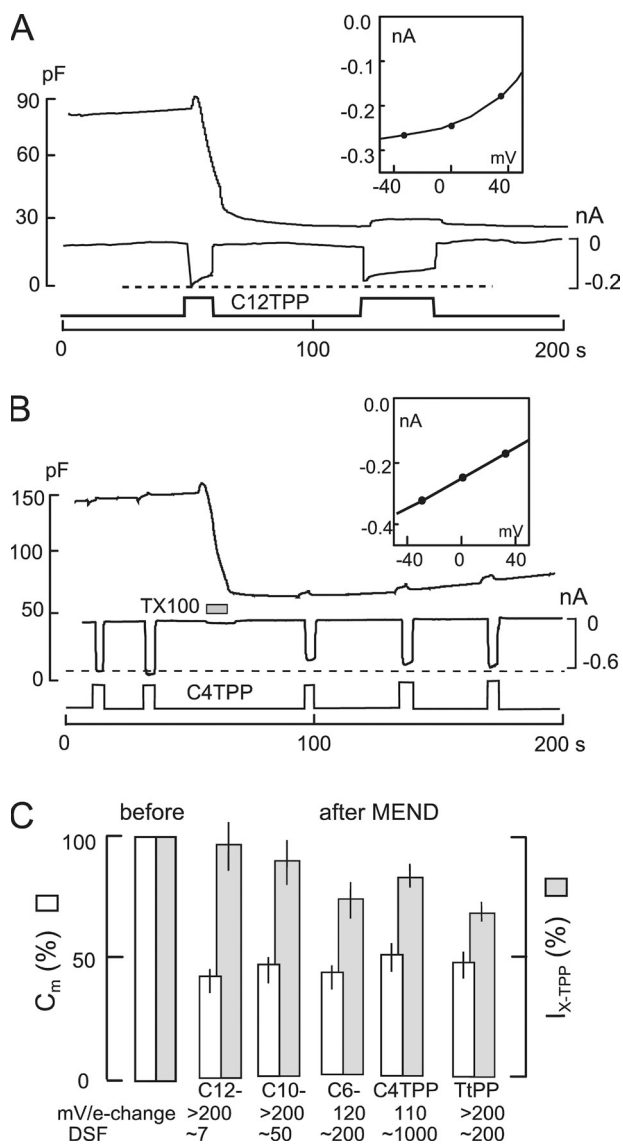 A
pF
90
60
30
0
nA
0.0
-0.1
-0.2
-0.3
-40 0 40
mV
nA
0
-0.2
C12TPP
0 100 200 s
B
pF
150
100
50
0
0.0
nA
-0.2
-0.4
mV
-40 0 40
TX100
nA
0
-0.6
C4TPP
0 100 200 s
C
before after MEND
100
50
0
Cm (%)
IX-TPP (%)
C12- C10- C6- C4TPP TtPP
mV/e-change >200 >200 120 110 >200
DSF ~7 ~50 ~200 ~1000 ~200